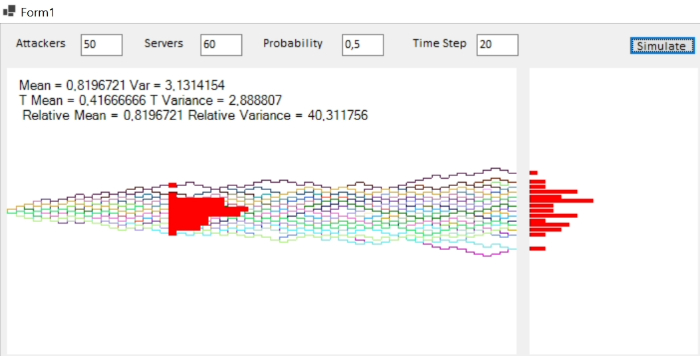 Form1
Attackers 50 Servers 60 Probability 0,5 Time Step 20 Simulate
Mean = 0,8196721 Var = 3,1314154
T Mean = 0,41666666 T Variance = 2,888807
Relative Mean = 0,8196721 Relative Variance = 40,311756